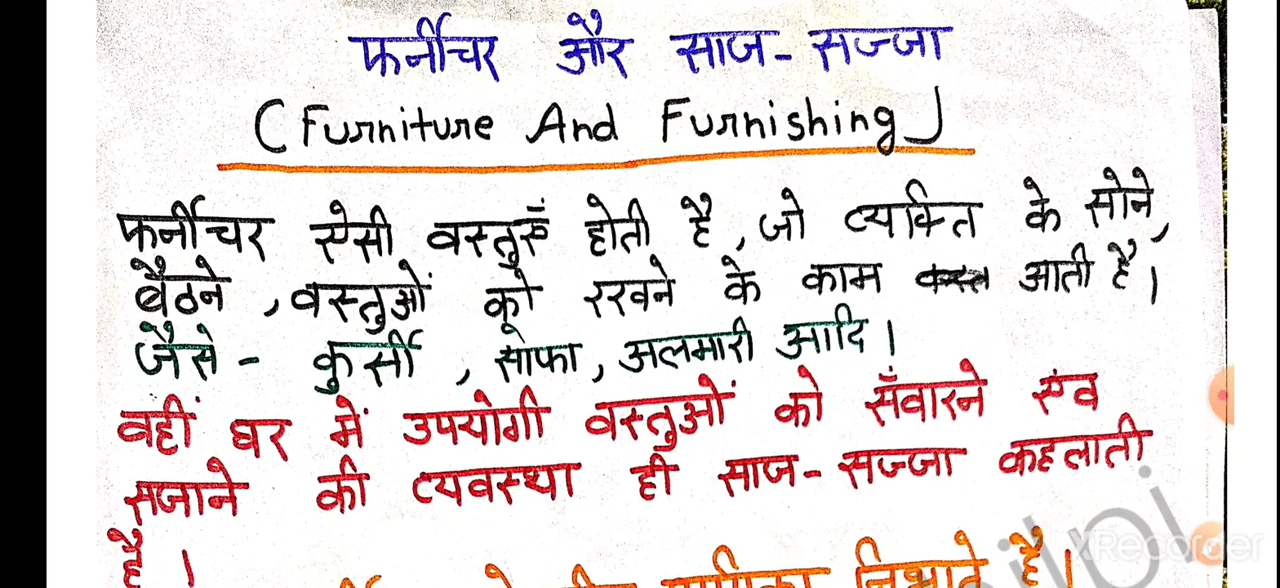 फर्नीचर और साज-सज्जा
(Furniture And Furnishing)
फर्नीचर ऐसी वस्तुएँ होती है, जो व्यक्ति के सोने,
बैठने, वस्तुओं को रखने के काम आती है।
जैसे - कुर्सी, सोफा, अलमारी आदि।
वहीं घर में उपयोगी वस्तुओं को सँवारने एंव
सजाने की व्यवस्था ही साज-सज्जा कहलाती
है।
निभाते है।
XRecorder